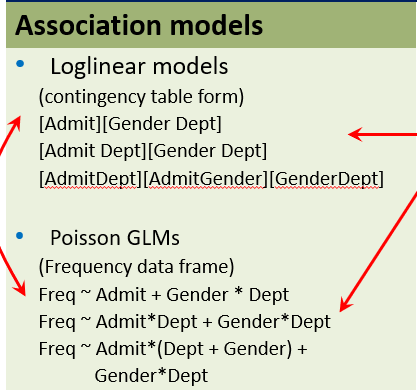 Association models
• Loglinear models
(contingency table form)
[Admit][Gender Dept]
[Admit Dept][Gender Dept]
[AdmitDept][AdmitGender][GenderDept]
• Poisson GLMs
(Frequency data frame)
Freq ~ Admit + Gender * Dept
Freq ~ Admit*Dept + Gender*Dept
Freq ~ Admit*(Dept + Gender) +
Gender*Dept